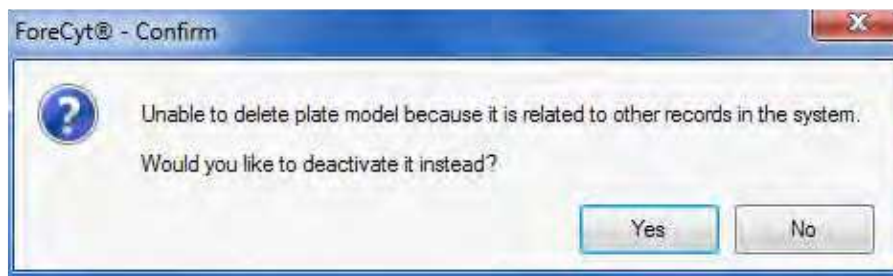 ForeCyt® - Confirm
Unable to delete plate model because it is related to other records in the system.
Would you like to deactivate it instead?
Yes No